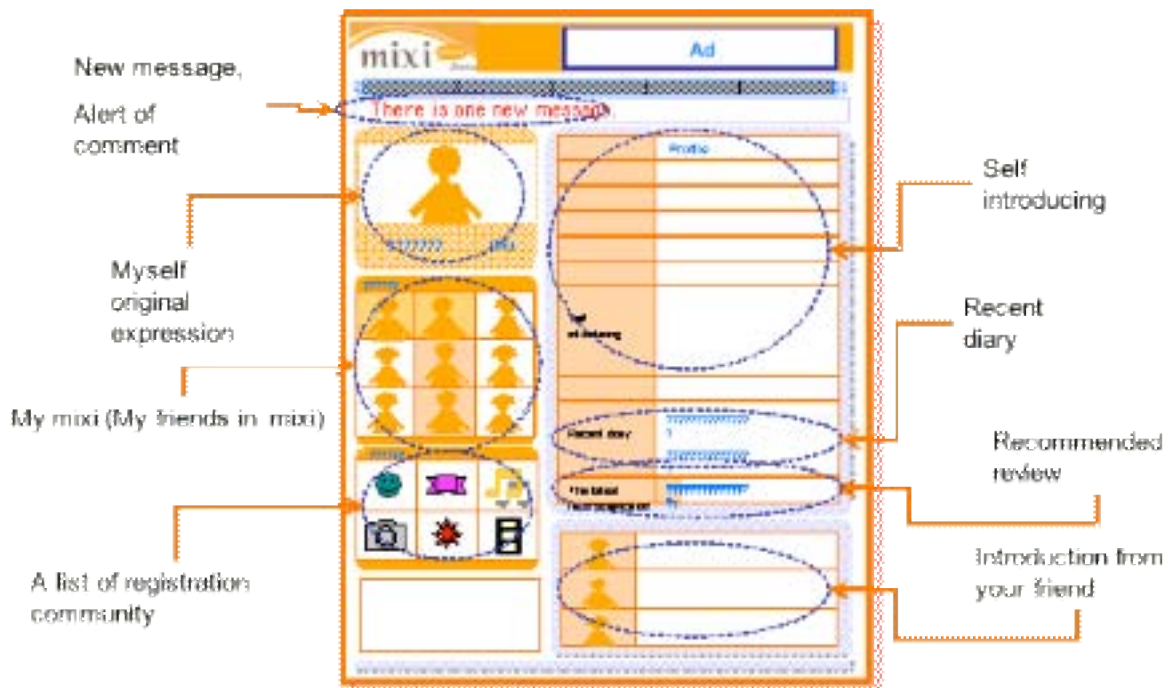 mixi
Ad
There is one new message.
Profile
Recent diary
New message,
Alert of
comment
Myself
original
expression
My mixi (My friends in mixi)
A list of registration
community
Self
introducing
Recent
diary
Recommended
review
Introduction from
your friend